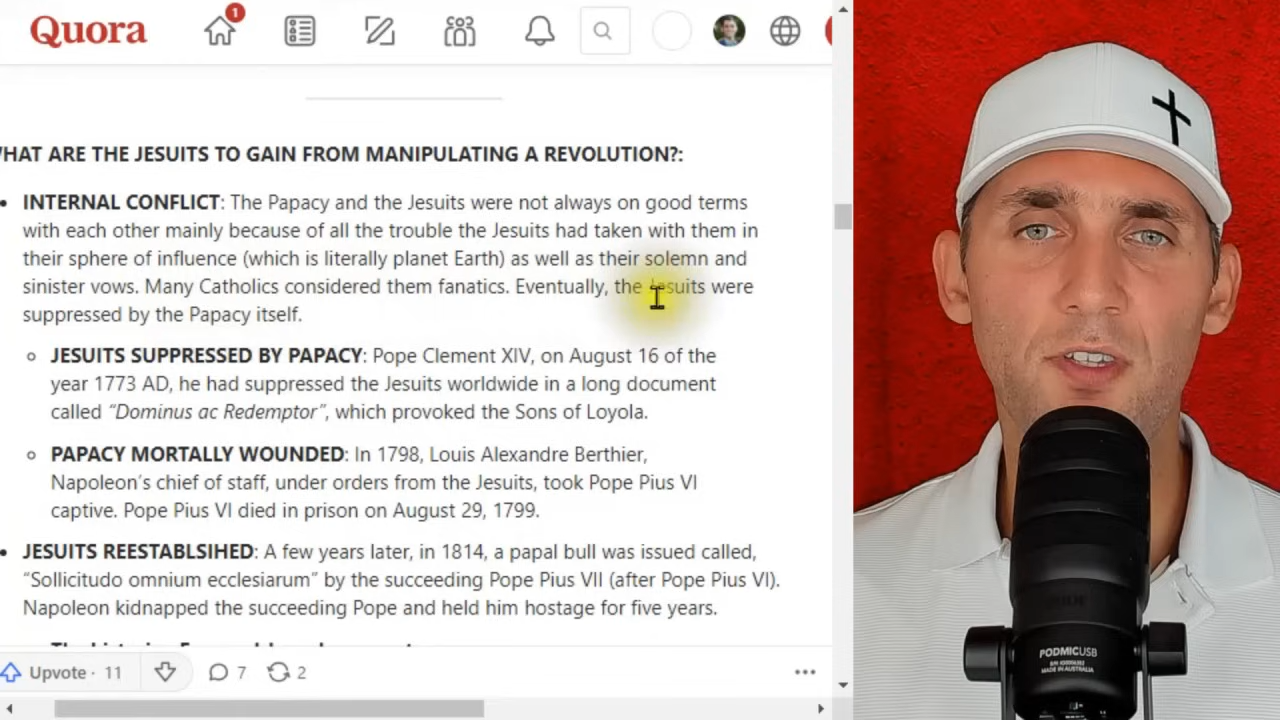 Quora
1
WHAT ARE THE JESUITS TO GAIN FROM MANIPULATING A REVOLUTION?:
INTERNAL CONFLICT: The Papacy and the Jesuits were not always on good terms
with each other mainly because of all the trouble the Jesuits had taken with them in
their sphere of influence (which is literally planet Earth) as well as their solemn and
sinister vows. Many Catholics considered them fanatics. Eventually, the Jesuits were
suppressed by the Papacy itself.
JESUITS SUPPRESSED BY PAPACY: Pope Clement XIV, on August 16 of the
year 1773 AD, he had suppressed the Jesuits worldwide in a long document
called “Dominus ac Redemptor”, which provoked the Sons of Loyola.
PAPACY MORTALLY WOUNDED: In 1798, Louis Alexandre Berthier,
Napoleon’s chief of staff, under orders from the Jesuits, took Pope Pius VI
captive. Pope Pius VI died in prison on August 29, 1799.
JESUITS REESTABLSIHED: A few years later, in 1814, a papal bull was issued called,
“Sollicitudo omnium ecclesiarum” by the succeeding Pope Pius VII (after Pope Pius VI).
Napoleon kidnapped the succeeding Pope and held him hostage for five years.
Upvote · 11
7
2
PODMICUSB
MADE IN AUSTRALIA